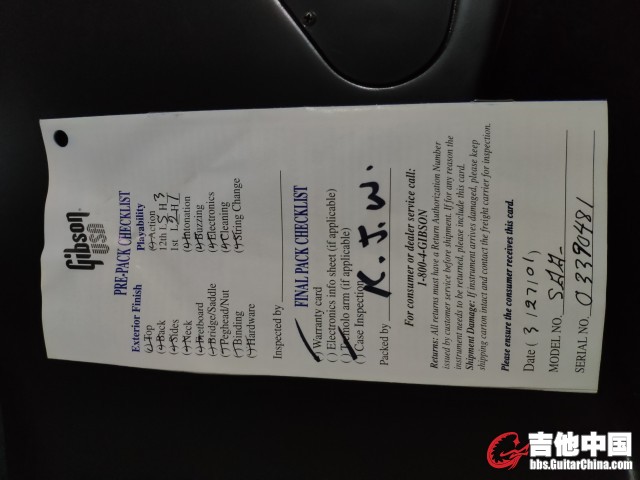 Gibson
USA
PRE-PACK CHECKLIST
Exterior Finish
( ) Top
( ) Back
( ) Sides
( ) Neck
( ) Fretboard
( ) Bridge/Saddle
( ) Peghead/Nut
( ) Binding
( ) Hardware
Playability
( ) Action
12th L 5 H 3
1st L 2 H 1
( ) Intonation
( ) Buzzing
( ) Electronics
( ) Cleaning
( ) String Change
Inspected by
FINAL PACK CHECKLIST
( ) Warranty card
( ) Electronics info sheet (if applicable)
( ) Tremolo arm (if applicable)
( ) Case Inspection
Packed by K. J. W.
For consumer or dealer service call:
1-800-4-GIBSON
Returns: All returns must have a Return Authorization Number
issued by customer service before shipment. If for any reason the
instrument needs to be returned, please include this card.
Shipment Damage: If instrument arrives damaged, please keep
shipping carton intact and contact the freight carrier for inspection.
Please ensure the consumer receives this card.
Date ( 3 / 27 / 01 )
MODEL NO.
SERIAL NO. 03390481
吉他中国
bbs.GuitarChina.com